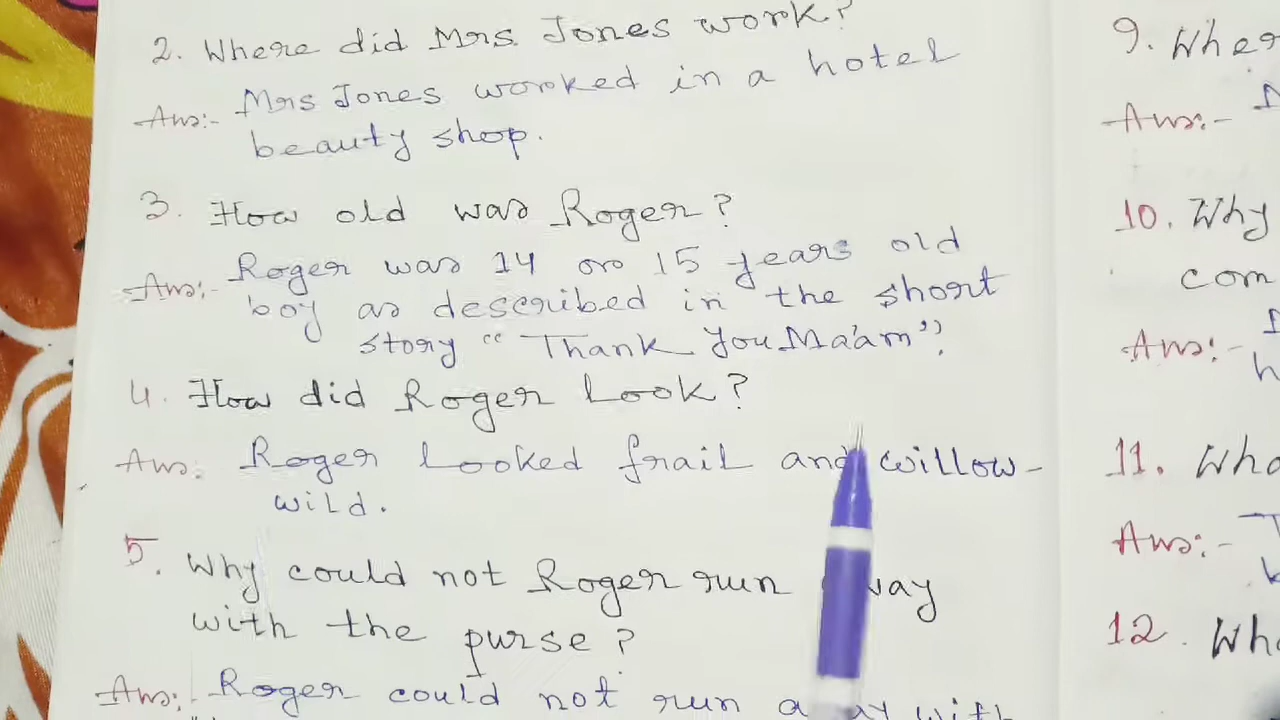 2. Where did Mrs. Jones work?
Ans:- Mrs Jones worked in a hotel
beauty shop.
3. How old was Roger?
Ans:- Roger was 14 or 15 years old
boy as described in the short
story "Thank You Ma'am".
4. How did Roger Look?
Ans: Roger looked frail and willow-
wild.
5. Why could not Roger run away
with the purse?
Ans: Roger could not run away with
9.
Ans:-
10. Why
com
Ans:-
11.
Ans:-
12.